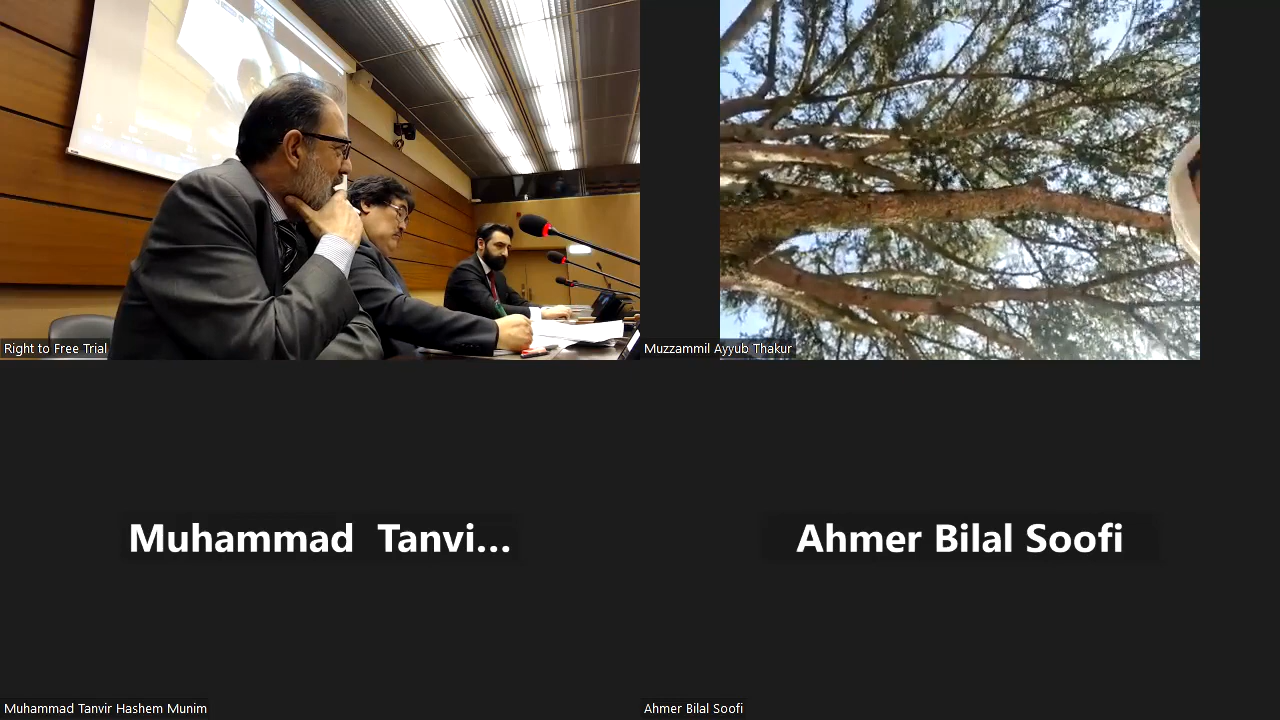 Right to Free Trial
Muzzammil Ayyub Thakur
Muhammad Tanvi...
Ahmer Bilal Soofi
Muhammad Tanvir Hashem Munim
Ahmer Bilal Soofi